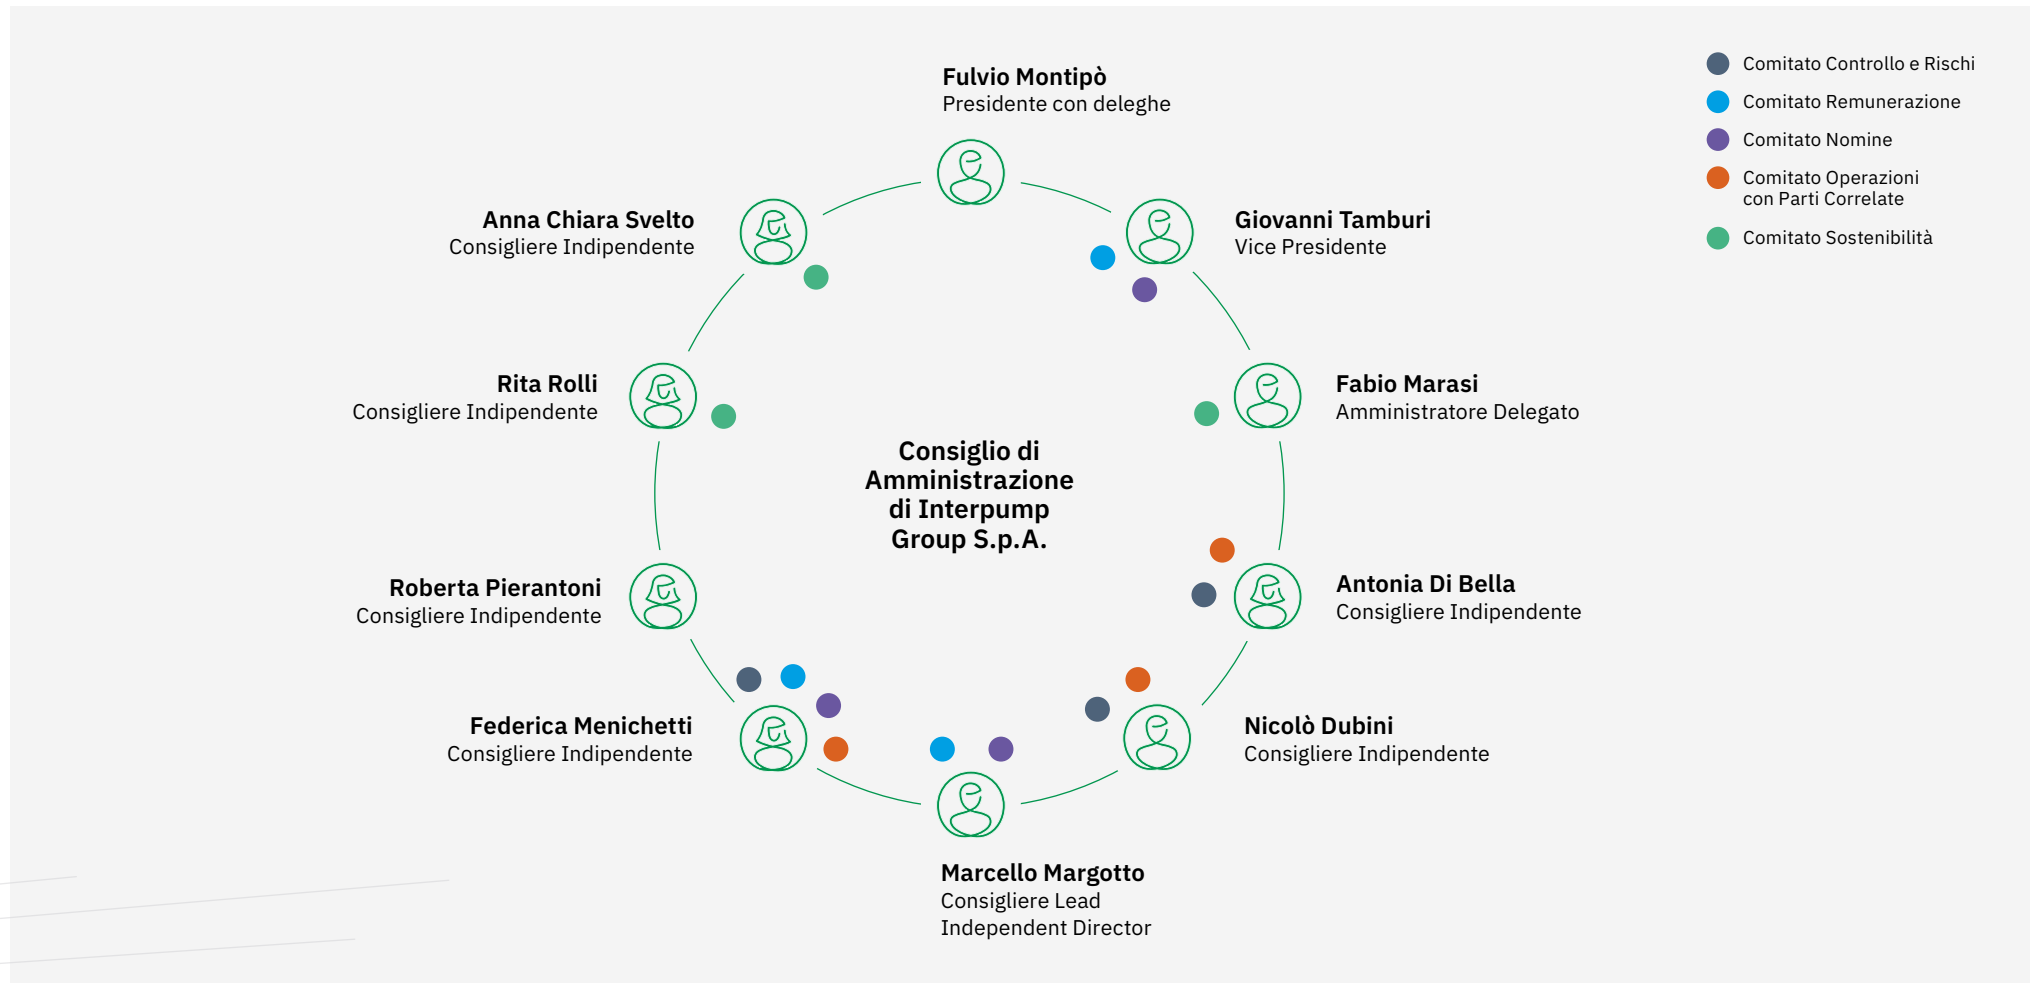 Fulvio Montipò
Presidente con deleghe
Comitato Controllo e Rischi
Comitato Remunerazione
Comitato Nomine
Comitato Operazioni
con Parti Correlate
Comitato Sostenibilità
Anna Chiara Svelto
Consigliere Indipendente
Giovanni Tamburi
Vice Presidente
Rita Rolli
Consigliere Indipendente
Fabio Marasi
Amministratore Delegato
Consiglio di
Amministrazione
di Interpump
Group S.p.A.
Roberta Pierantoni
Consigliere Indipendente
Antonia Di Bella
Consigliere Indipendente
Federica Menichetti
Consigliere Indipendente
Nicolò Dubini
Consigliere Indipendente
Marcello Margotto
Consigliere Lead
Independent Director